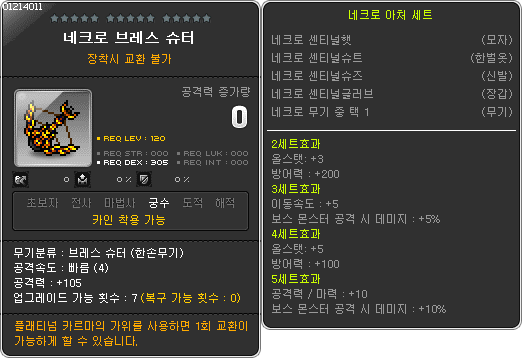 01214011
네크로 브레스 슈터
장착시 교환 불가
공격력 증가량
0
REQ LEV : 120
REQ STR : 000
REQ LUK : 000
REQ DEX : 305
REQ INT : 000
0
0 %
0 %
초보자 전사 마법사 궁수 도적 해적
카인 착용 가능
무기분류 : 브레스 슈터 (한손무기)
공격속도 : 빠름 (4)
공격력 : +105
업그레이드 가능 횟수 : 7 (복구 가능 횟수 : 0)
플래티넘 카르마의 가위를 사용하면 1회 교환이
가능하게 할 수 있습니다.
네크로 아처 세트
네크로 센티널햇 (모자)
네크로 센티널슈트 (한벌옷)
네크로 센티널슈즈 (신발)
네크로 센티널글러브 (장갑)
네크로 무기 중 택 1 (무기)
2세트효과
올스탯: +3
방어력 : +200
3세트효과
이동속도 : +5
보스 몬스터 공격 시 데미지 : +5%
4세트효과
올스탯: +5
방어력 : +100
5세트효과
공격력 / 마력 : +10
보스 몬스터 공격 시 데미지 : +10%